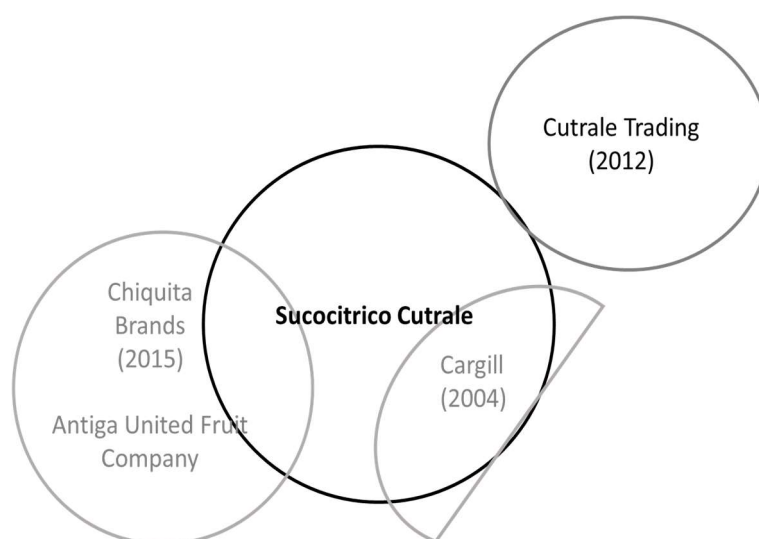 Cutrale Trading
(2012)
Chiquita
Brands
(2015)
Sucocitrico Cutrale
Cargill
(2004)
Antiga United Fruit
Company